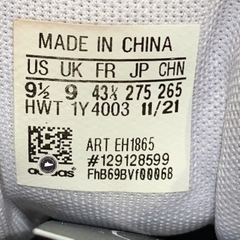 MADE IN CHINA
US UK FR JP CHN
9½ 9 43⅓ 275 265
HWT 1Y4003 11/21
ART EH1865
#129128599
adidas FhB69BVf00068